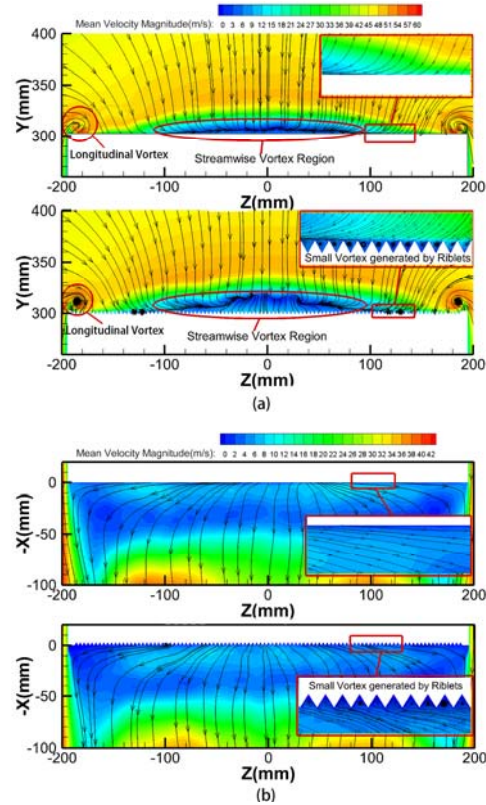 Mean Velocity Magnitude(m/s): 0 3 6 9 12 15 18 21 24 27 30 33 36 39 42 45 48 51 54 57 60
400
Y(mm)
350
300
250
200
-200 -100 0 100 200
Z(mm)
Longitudinal Vortex
Streamwise Vortex Region
400
Y(mm)
350
300
250
200
-200 -100 0 100 200
Z(mm)
Small Vortex generated by Riblets
Longitudinal Vortex
Streamwise Vortex Region
(a)
Mean Velocity Magnitude(m/s): 0 2 4 6 8 10 12 14 16 18 20 22 24 26 28 30 32 34 36 38 40 42
0
-X(mm)
-50
-100
-200 -100 0 100 200
Z(mm)
0
-X(mm)
-50
-100
-200 -100 0 100 200
Z(mm)
Small Vortex generated by Riblets
(b)